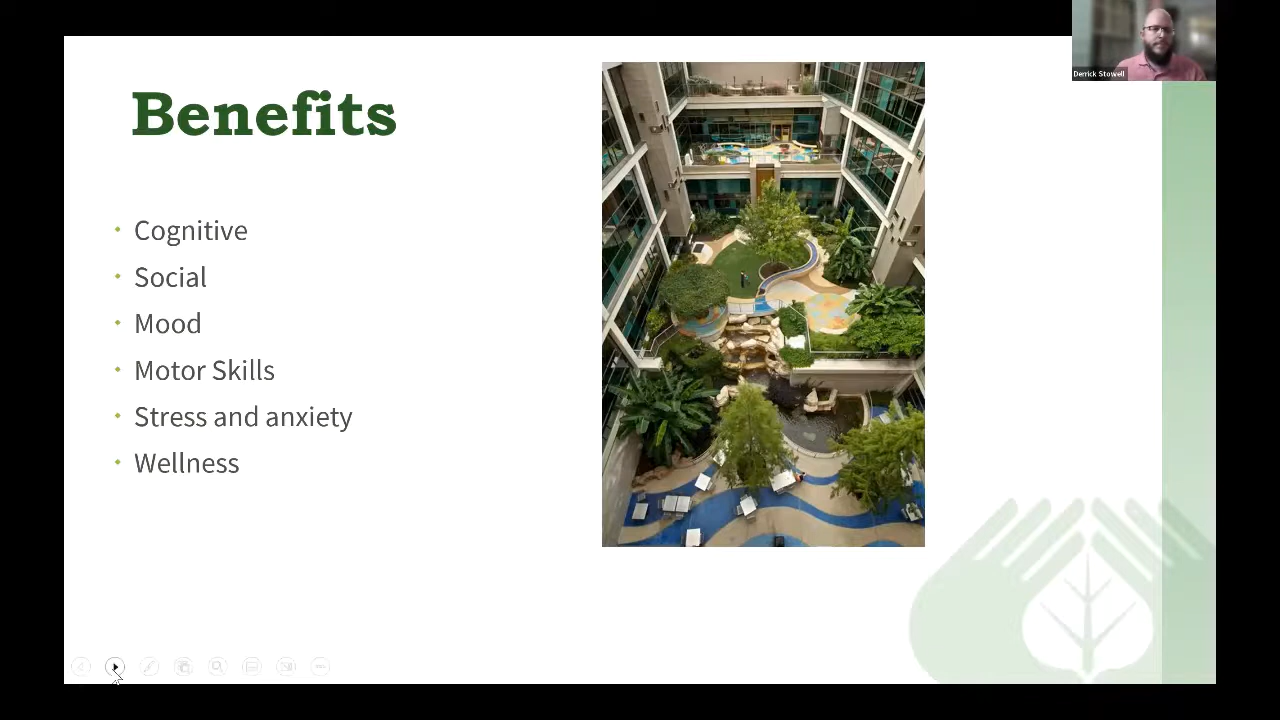 Derrick Stowell
Benefits
Cognitive
Social
Mood
Motor Skills
Stress and anxiety
Wellness